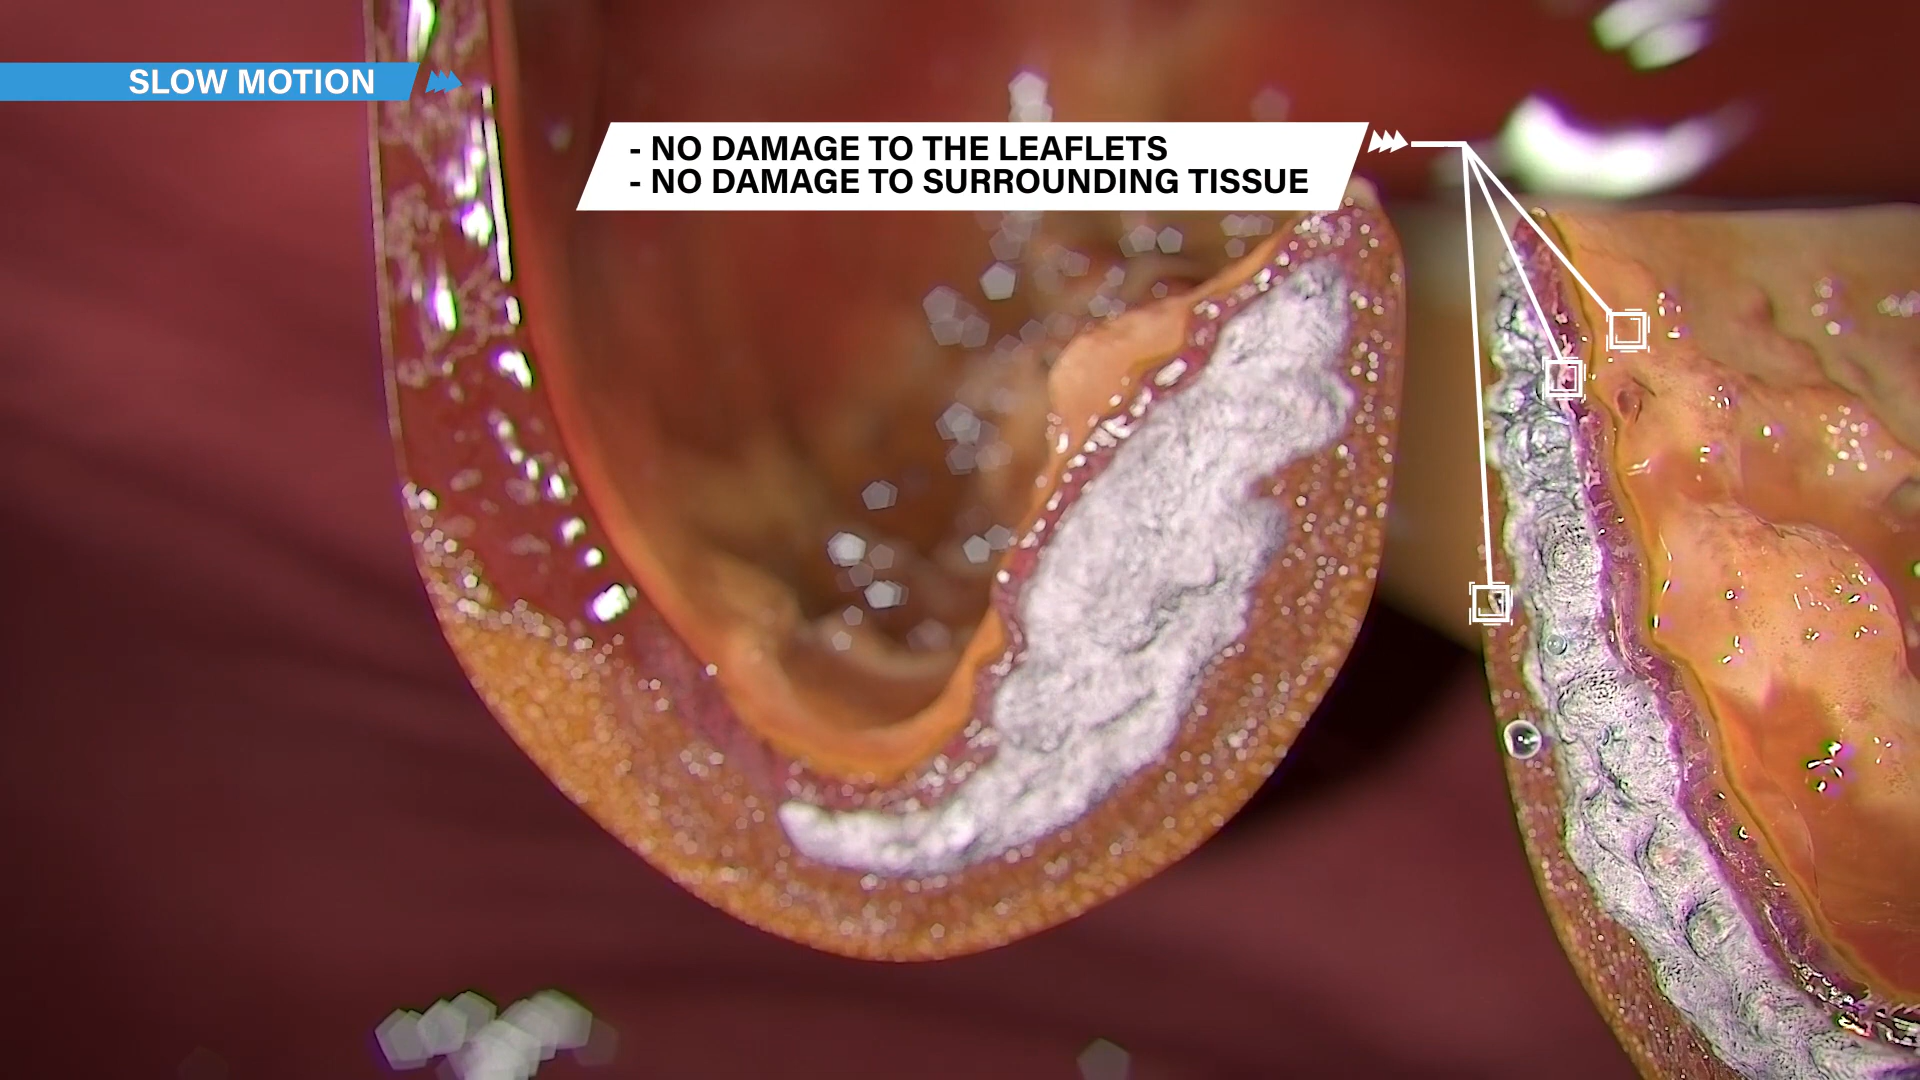 SLOW MOTION
- NO DAMAGE TO THE LEAFLETS
- NO DAMAGE TO SURROUNDING TISSUE